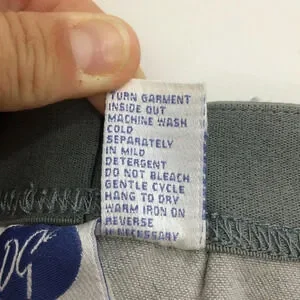 TURN GARMENT
INSIDE OUT
MACHINE WASH
COLD
SEPARATELY
IN MILD
DETERGENT
DO NOT BLEACH
GENTLE CYCLE
HANG TO DRY
WARM IRON ON
REVERSE
IF NECESSARY